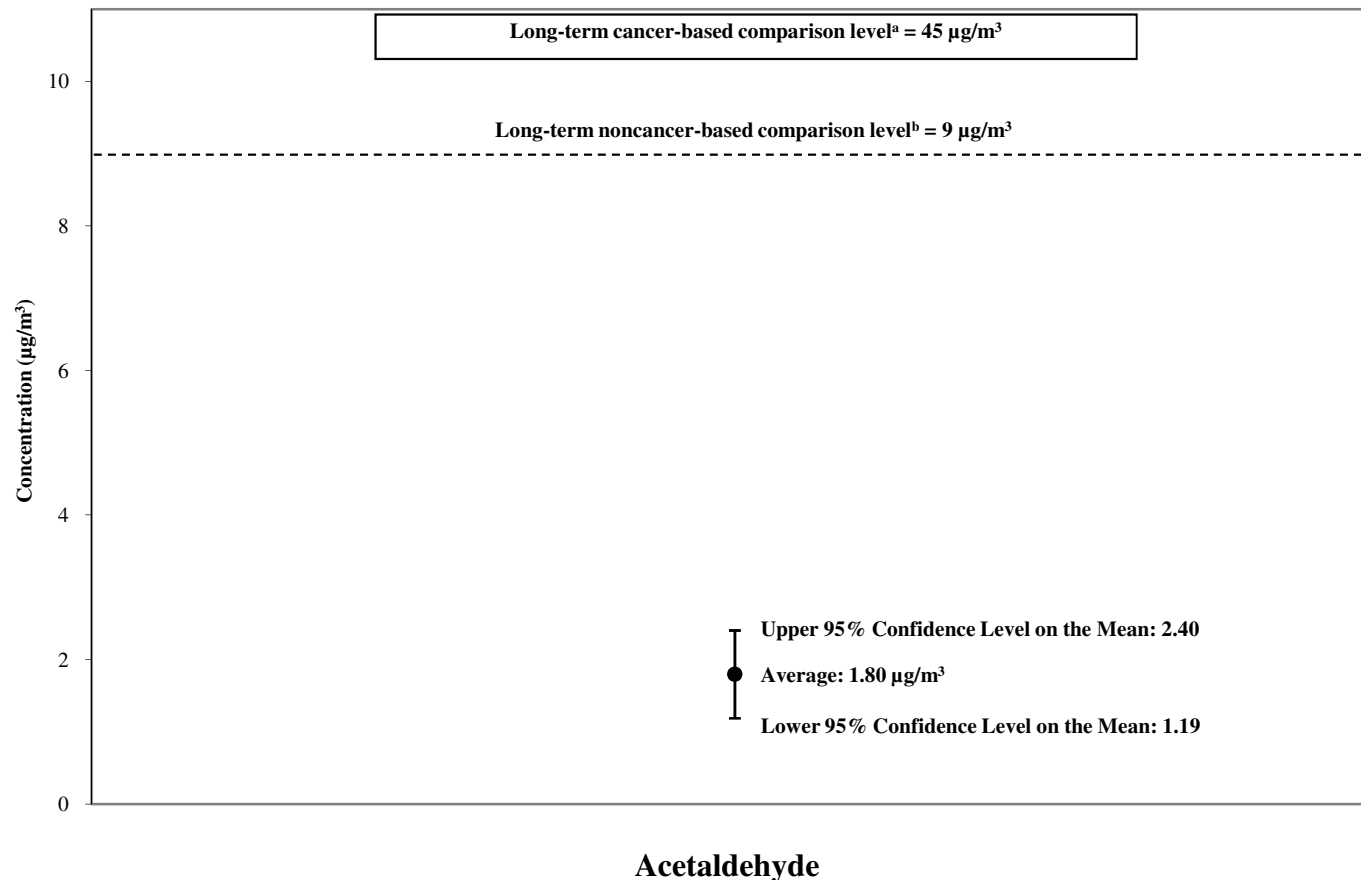 Long-term cancer-based comparison levelᵃ = 45 µg/m³
10
Long-term noncancer-based comparison levelᵇ = 9 µg/m³
8
Concentration (µg/m³)
6
4
Upper 95% Confidence Level on the Mean: 2.40
2
Average: 1.80 µg/m³
Lower 95% Confidence Level on the Mean: 1.19
0
Acetaldehyde